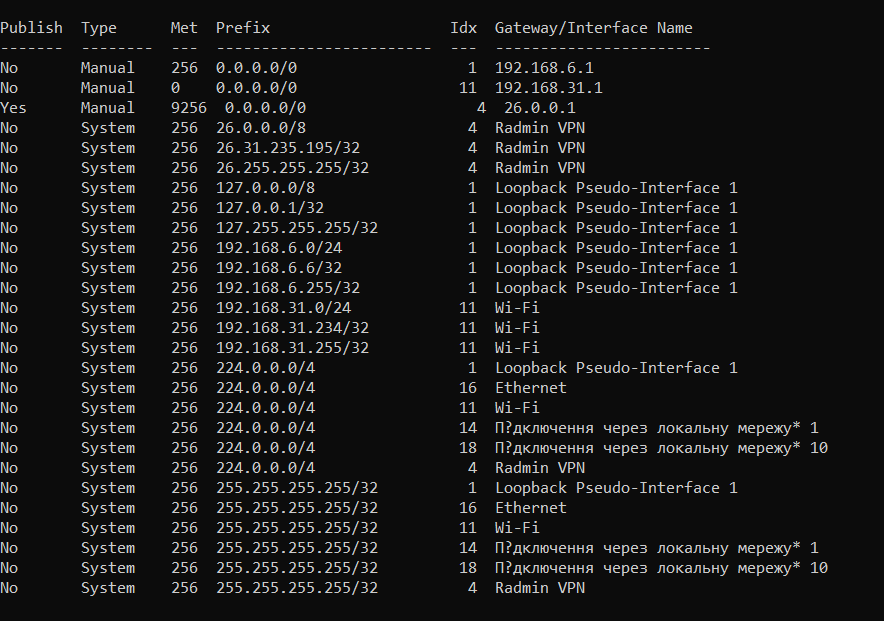 Publish  Type      Met  Prefix                    Idx  Gateway/Interface Name
-------  --------  ---  ------------------------  ---  ------------------------
No       Manual    256  0.0.0.0/0                   1  192.168.6.1
No       Manual    0    0.0.0.0/0                  11  192.168.31.1
Yes      Manual    9256  0.0.0.0/0                   4  26.0.0.1
No       System    256  26.0.0.0/8                  4  Radmin VPN
No       System    256  26.31.235.195/32            4  Radmin VPN
No       System    256  26.255.255.255/32           4  Radmin VPN
No       System    256  127.0.0.0/8                 1  Loopback Pseudo-Interface 1
No       System    256  127.0.0.1/32                1  Loopback Pseudo-Interface 1
No       System    256  127.255.255.255/32          1  Loopback Pseudo-Interface 1
No       System    256  192.168.6.0/24              1  Loopback Pseudo-Interface 1
No       System    256  192.168.6.6/32              1  Loopback Pseudo-Interface 1
No       System    256  192.168.6.255/32            1  Loopback Pseudo-Interface 1
No       System    256  192.168.31.0/24            11  Wi-Fi
No       System    256  192.168.31.234/32          11  Wi-Fi
No       System    256  192.168.31.255/32          11  Wi-Fi
No       System    256  224.0.0.0/4                 1  Loopback Pseudo-Interface 1
No       System    256  224.0.0.0/4                16  Ethernet
No       System    256  224.0.0.0/4                11  Wi-Fi
No       System    256  224.0.0.0/4                14  П?дключення через локальну мережу* 1
No       System    256  224.0.0.0/4                18  П?дключення через локальну мережу* 10
No       System    256  224.0.0.0/4                 4  Radmin VPN
No       System    256  255.255.255.255/32          1  Loopback Pseudo-Interface 1
No       System    256  255.255.255.255/32         16  Ethernet
No       System    256  255.255.255.255/32         11  Wi-Fi
No       System    256  255.255.255.255/32         14  П?дключення через локальну мережу* 1
No       System    256  255.255.255.255/32         18  П?дключення через локальну мережу* 10
No       System    256  255.255.255.255/32          4  Radmin VPN